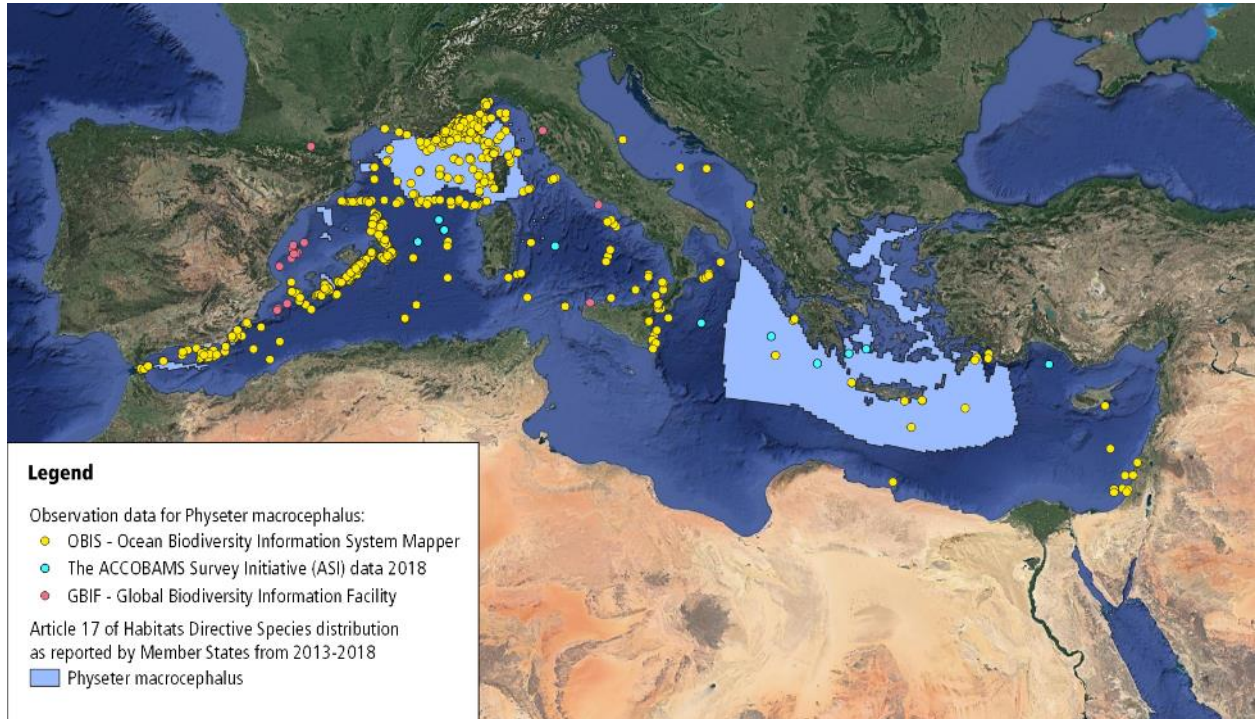 Legend
Observation data for Physeter macrocephalus:
OBIS - Ocean Biodiversity Information System Mapper
The ACCOBAMS Survey Initiative (ASI) data 2018
GBIF - Global Biodiversity Information Facility
Article 17 of Habitats Directive Species distribution
as reported by Member States from 2013-2018
Physeter macrocephalus